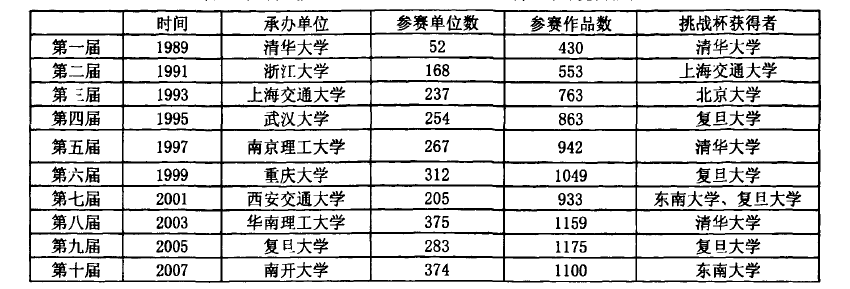 时间 承办单位 参赛单位数 参赛作品数 挑战杯获得者
第一届 1989 清华大学 52 430 清华大学
第二届 1991 浙江大学 168 553 上海交通大学
第三届 1993 上海交通大学 237 763 北京大学
第四届 1995 武汉大学 254 863 复旦大学
第五届 1997 南京理工大学 267 942 清华大学
第六届 1999 重庆大学 312 1049 复旦大学
第七届 2001 西安交通大学 205 933 东南大学、复旦大学
第八届 2003 华南理工大学 375 1159 清华大学
第九届 2005 复旦大学 283 1175 复旦大学
第十届 2007 南开大学 374 1100 东南大学